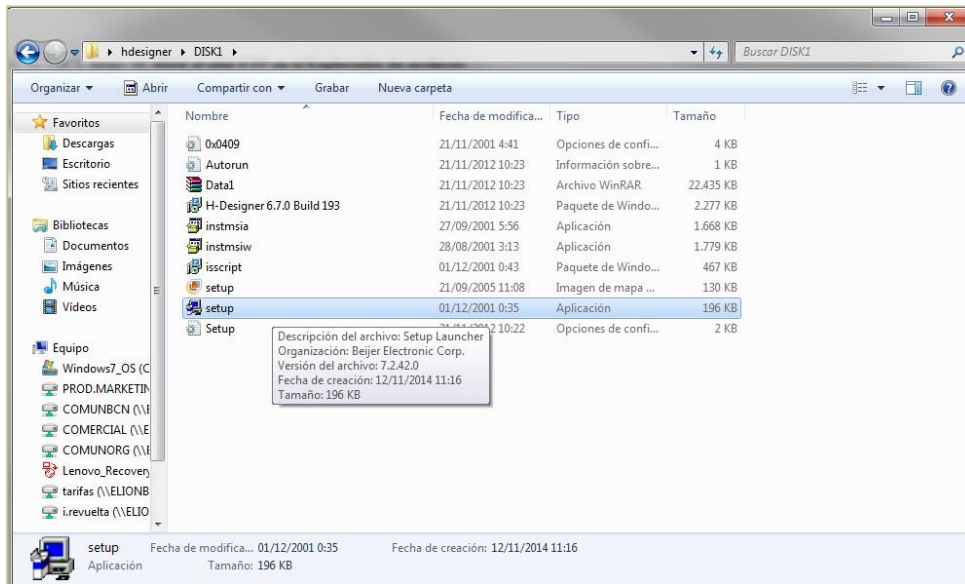 hdesigner ▸ DISK1 ▸
Buscar DISK1
Organizar Abrir Compartir con Grabar Nueva carpeta
Favoritos
Descargas
Escritorio
Sitios recientes
Bibliotecas
Documentos
Imágenes
Música
Vídeos
Equipo
Windows7_OS (C
PROD.MARKETIN
COMUNBCN (\\E
COMERCIAL (\\E
COMUNORG (\\E
Lenovo_Recovery
tarifas (\\ELIONB
i.revuelta (\\ELIO
Nombre Fecha de modifica... Tipo Tamaño
0x0409 21/11/2001 4:41 Opciones de confi... 4 KB
Autorun 21/11/2012 10:23 Información sobre... 1 KB
Data1 21/11/2012 10:23 Archivo WinRAR 22.435 KB
H-Designer 6.7.0 Build 193 21/11/2012 10:23 Paquete de Windo... 2.277 KB
instmsia 27/09/2001 5:56 Aplicación 1.668 KB
instmsiw 28/08/2001 3:13 Aplicación 1.779 KB
isscript 01/12/2001 0:43 Paquete de Windo... 467 KB
setup 21/09/2005 11:08 Imagen de mapa ... 130 KB
setup 01/12/2001 0:35 Aplicación 196 KB
Setup 2 10:22 Opciones de confi... 2 KB
Descripción del archivo: Setup Launcher
Organización: Beijer Electronic Corp.
Versión del archivo: 7.2.42.0
Fecha de creación: 12/11/2014 11:16
Tamaño: 196 KB
setup Fecha de modifica... 01/12/2001 0:35 Fecha de creación: 12/11/2014 11:16
Aplicación Tamaño: 196 KB